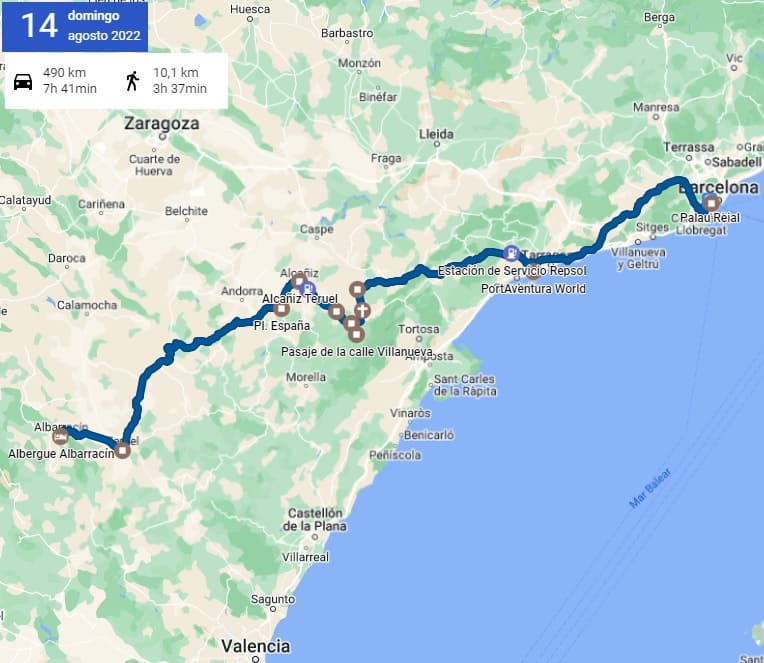 14 domingo
agosto 2022
490 km
7h 41min
10,1 km
3h 37min
Huesca
Barbastro
Berga
Vic
Monzón
Binéfar
Manresa
Zaragoza
Lleida
Terrassa
Sabadell
Cuarte de
Huerva
Fraga
Barcelona
Calatayud
Cariñena
Belchite
Palau Reial
Llobregat
Caspe
Sitges
Villanueva
y Geltrú
Daroca
Alcañiz
Estación de Servicio Repsol
Andorra
Alcañiz Teruel
PortAventura World
Calamocha
Pl. España
Tortosa
Pasaje de la calle Villanueva
Amposta
Morella
Sant Carles
de la Ràpita
Vinaròs
Albarracín
Benicarló
Albergue Albarracín
Peñíscola
Mar Balear
Castellón
de la Plana
Villarreal
Sagunto
Valencia